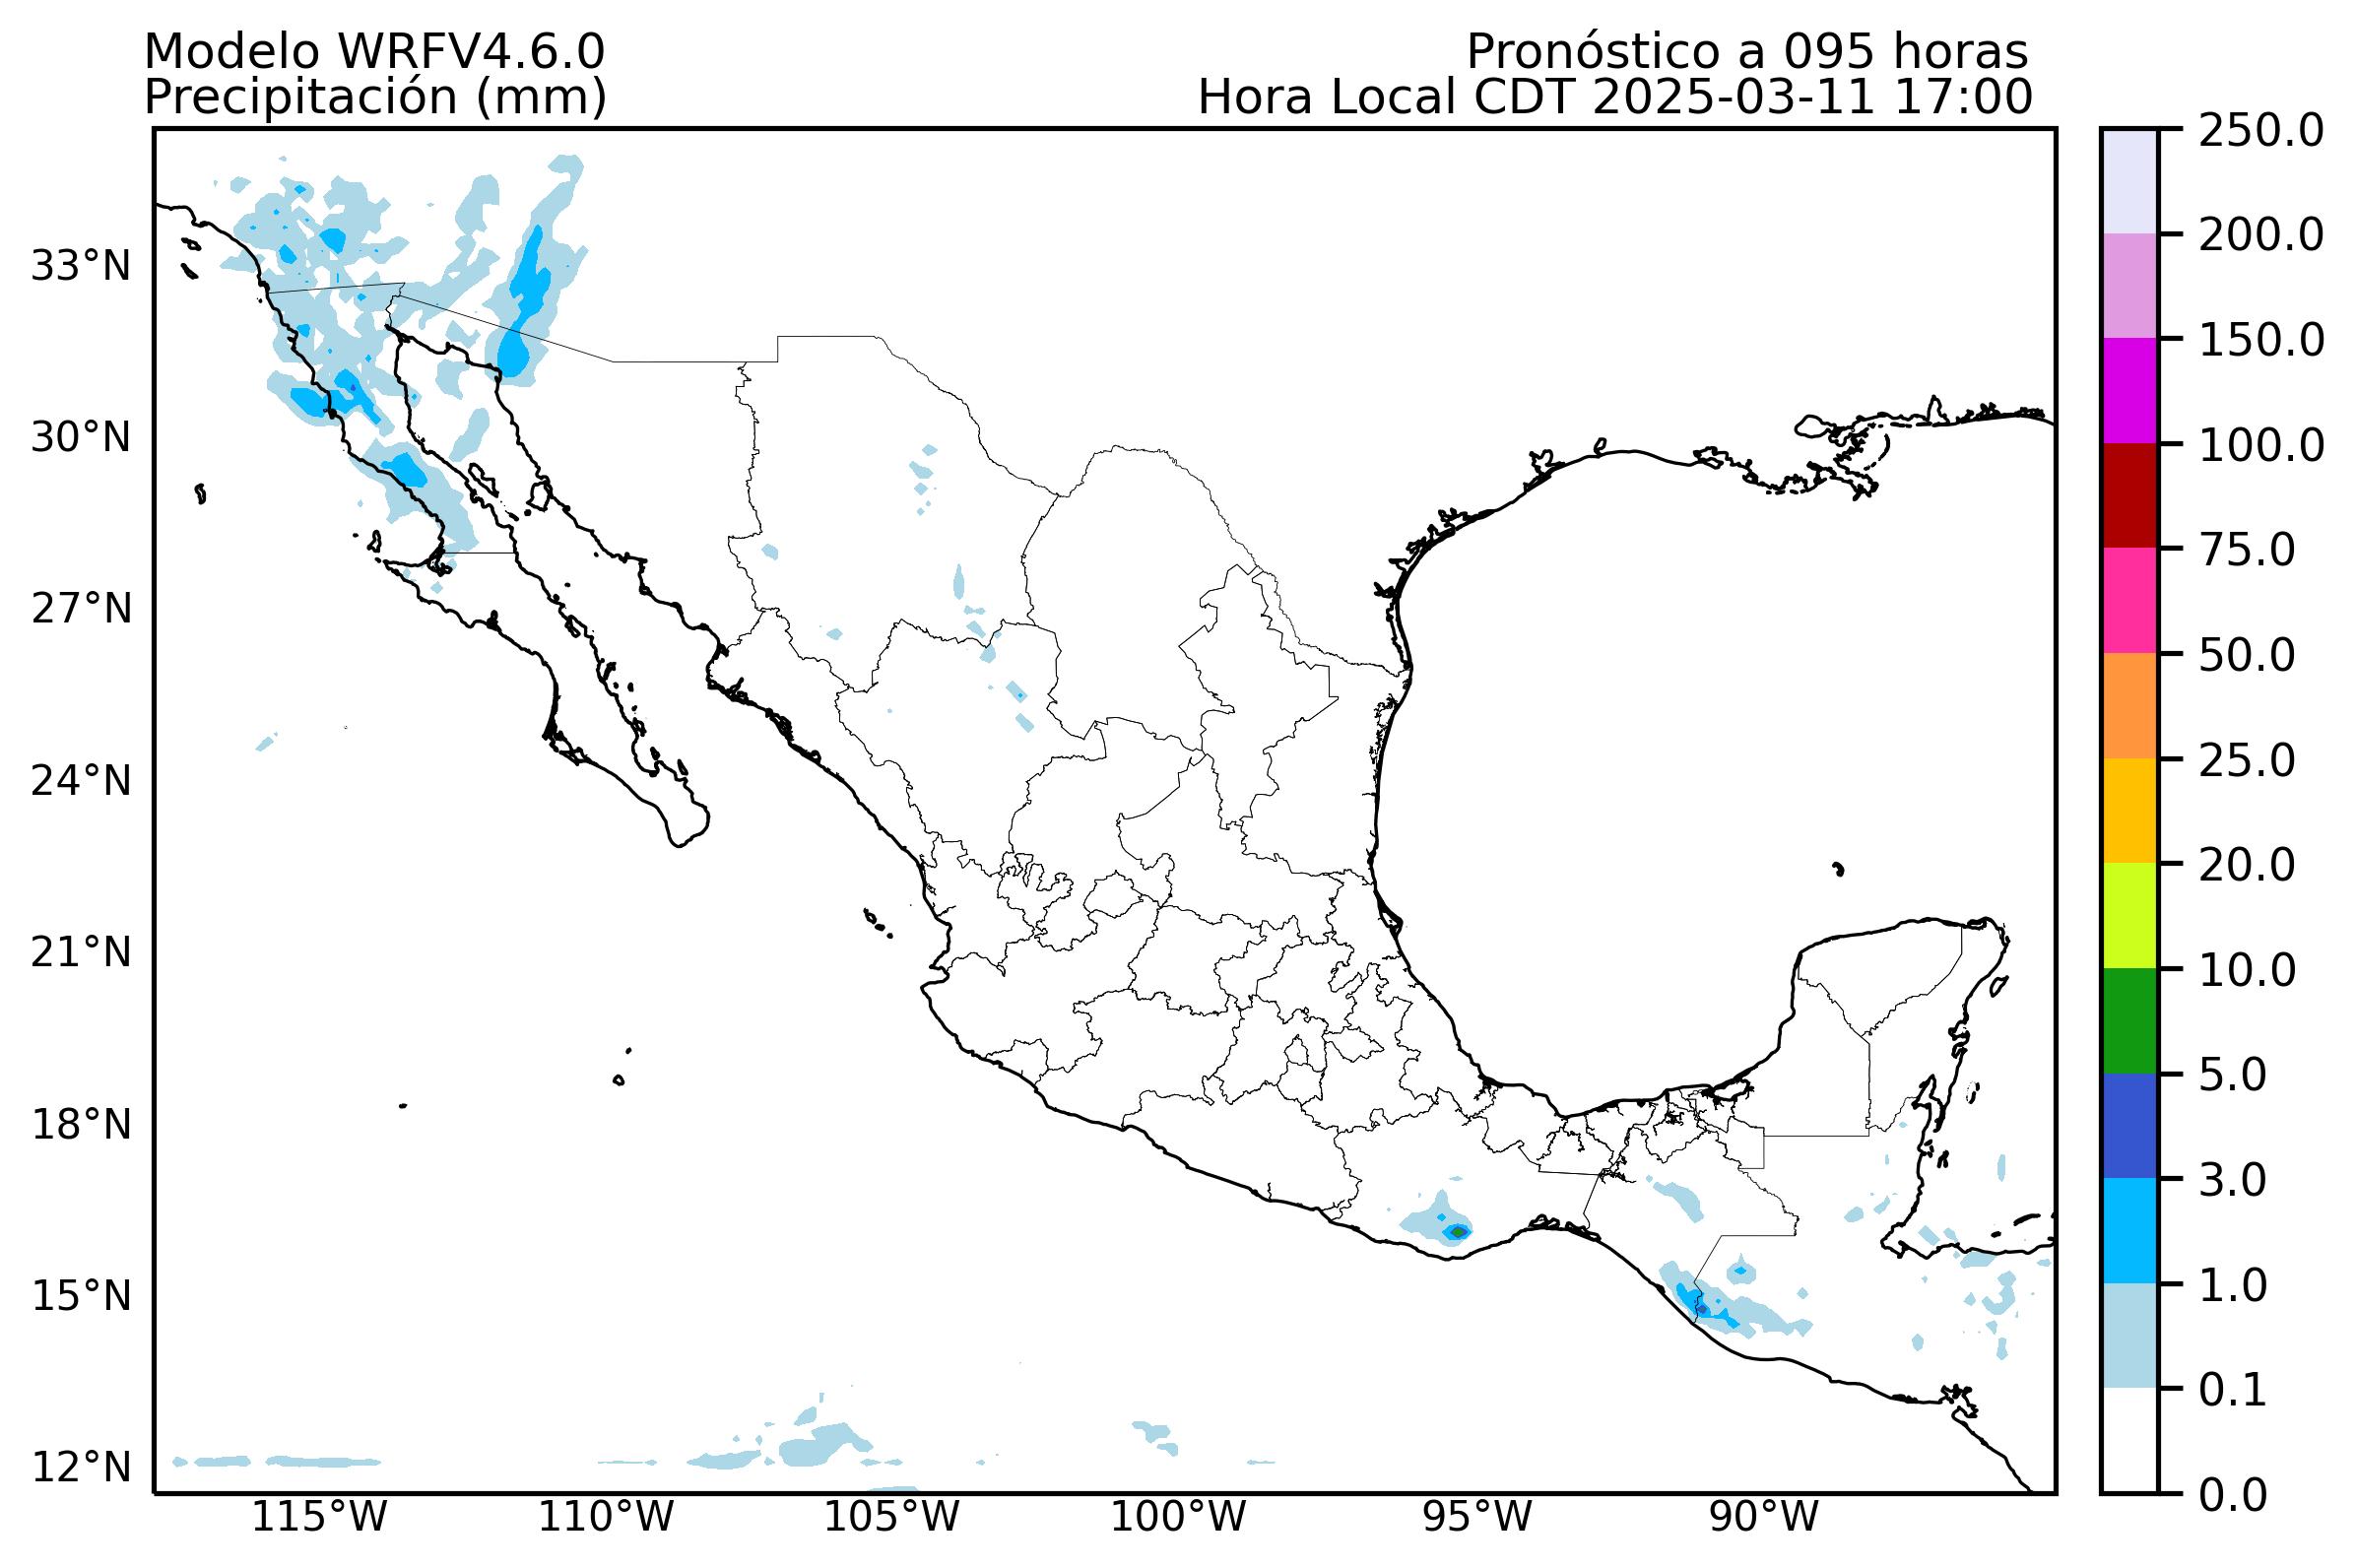 Modelo WRFV4.6.0
Precipitación (mm)
Pronóstico a 095 horas
Hora Local CDT 2025-03-11 17:00
33°N
30°N
27°N
24°N
21°N
18°N
15°N
12°N
115°W
110°W
105°W
100°W
95°W
90°W
250.0
200.0
150.0
100.0
75.0
50.0
25.0
20.0
10.0
5.0
3.0
1.0
0.1
0.0